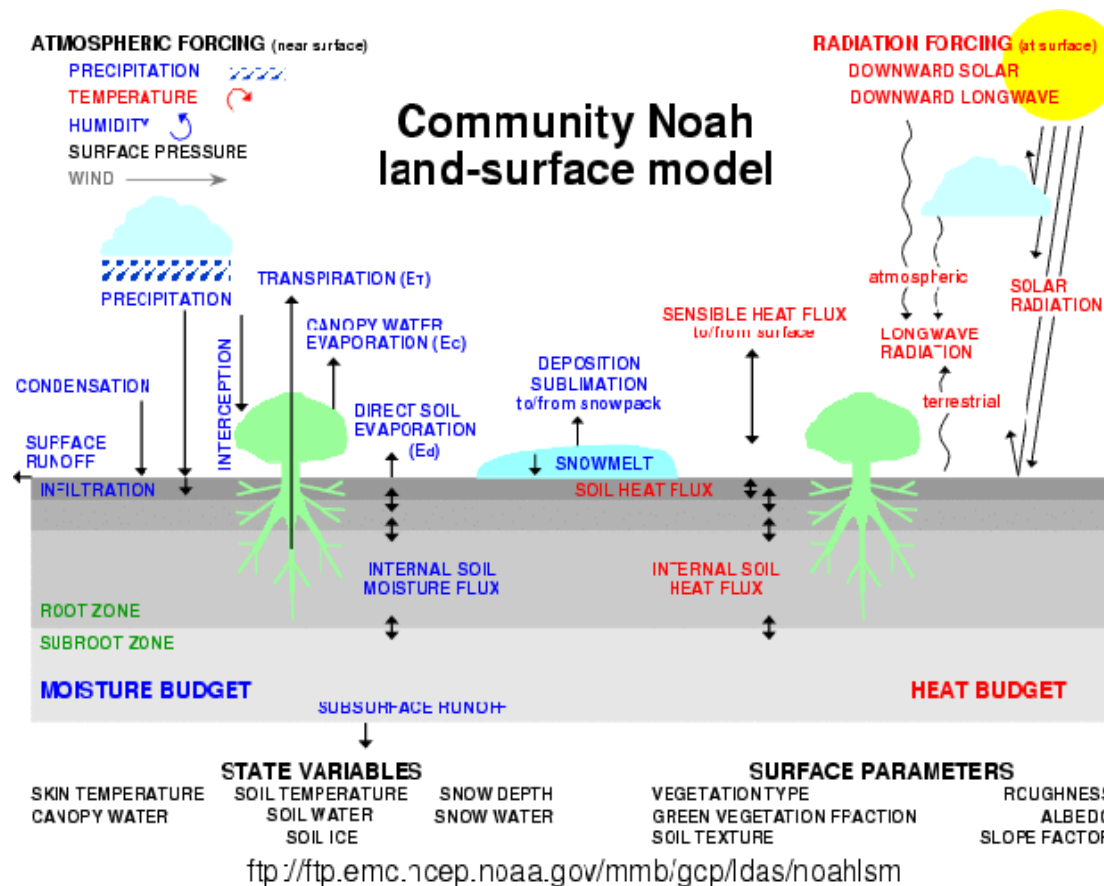 ATMOSPHERIC FORCING (near surface)
PRECIPITATION
TEMPERATURE
HUMIDITY
SURFACE PRESSURE
WIND
RADIATION FORCING (at surface)
DOWNWARD SOLAR
DOWNWARD LONGWAVE
Community Noah
land-surface model
PRECIPITATION
TRANSPIRATION (ET)
CANOPY WATER
EVAPORATION (EC)
INTERCEPTION
CONDENSATION
DIRECT SOIL
EVAPORATION
(Ed)
SURFACE
RUNOFF
DEPOSITION
SUBLIMATION
to/from snowpack
SNOWMELT
SENSIBLE HEAT FLUX
to/from surface
atmospheric
LONGWAVE
RADIATION
terrestrial
SOLAR
RADIATION
INFILTRATION
SOIL HEAT FLUX
INTERNAL SOIL
MOISTURE FLUX
INTERNAL SOIL
HEAT FLUX
ROOT ZONE
SUBROOT ZONE
MOISTURE BUDGET
HEAT BUDGET
SUBSURFACE RUNOFF
STATE VARIABLES
SKIN TEMPERATURE SOIL TEMPERATURE SNOW DEPTH
CANOPY WATER SOIL WATER SNOW WATER
SOIL ICE
SURFACE PARAMETERS
VEGETATION TYPE ROUGHNESS
GREEN VEGETATION FRACTION ALBEDO
SOIL TEXTURE SLOPE FACTOR
ftp://ftp.emc.ncep.noaa.gov/mmb/gcp/ldas/noahlsm